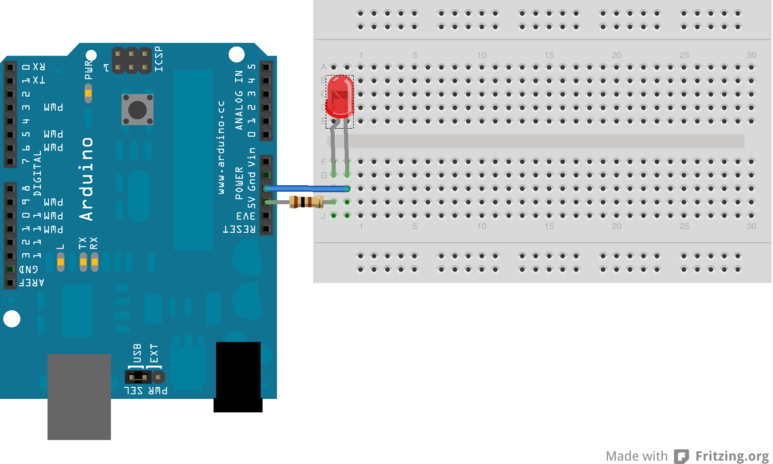 1 5 10 15 20 25 30
A
F
G
J
1 5 10 15 20 25 30
RX 0
TX 1
2
PWM 3
4
PWM 5
PWM 6
7
DIGITAL
8
PWM 9
PWM 10
PWM 11
12
13
GND
AREF
L
TX
RX
PWR
ICSP
1
Arduino
www.arduino.cc
ANALOG IN
5
4
3
2
1
0
POWER
Vin
Gnd
5V
3V3
RESET
USB
EXT
PWR SEL
Made with Fritzing.org